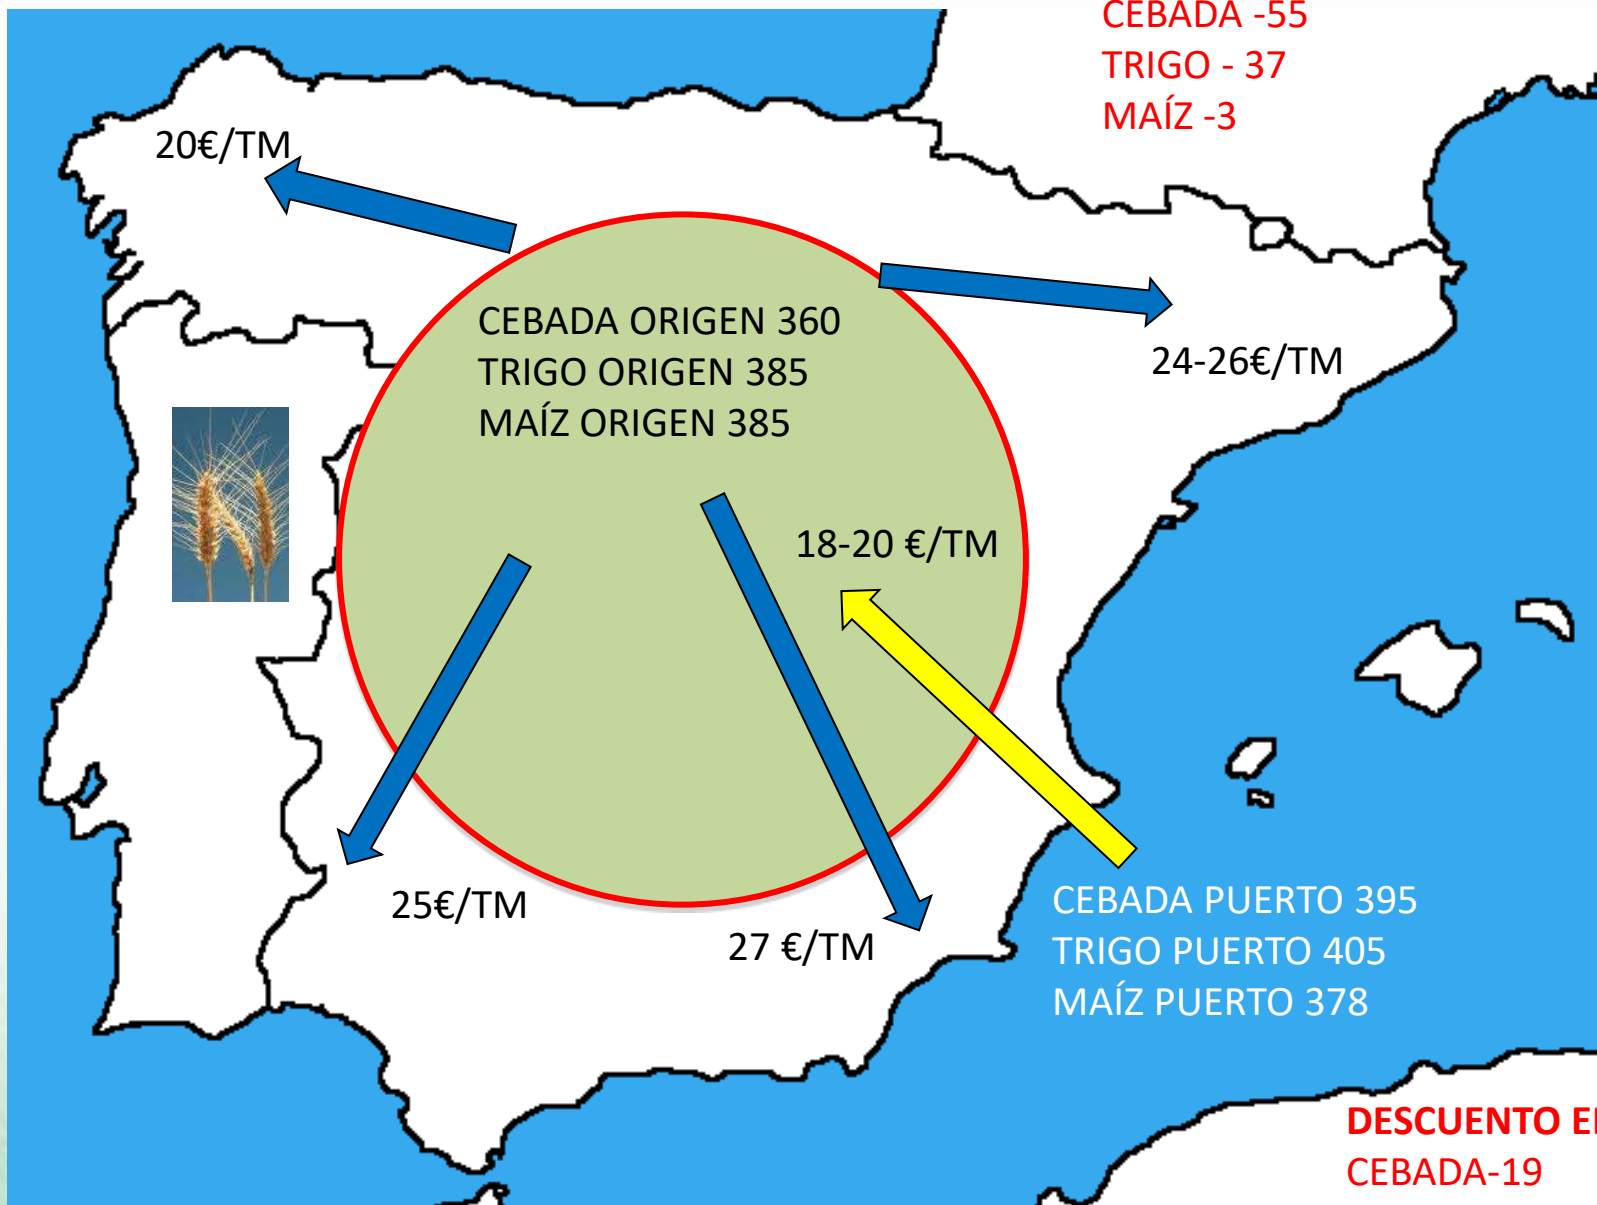 CEBADA -55
TRIGO - 37
MAÍZ -3
20€/TM
CEBADA ORIGEN 360
TRIGO ORIGEN 385
MAÍZ ORIGEN 385
24-26€/TM
18-20 €/TM
25€/TM
27 €/TM
CEBADA PUERTO 395
TRIGO PUERTO 405
MAÍZ PUERTO 378
DESCUENTO
CEBADA-19